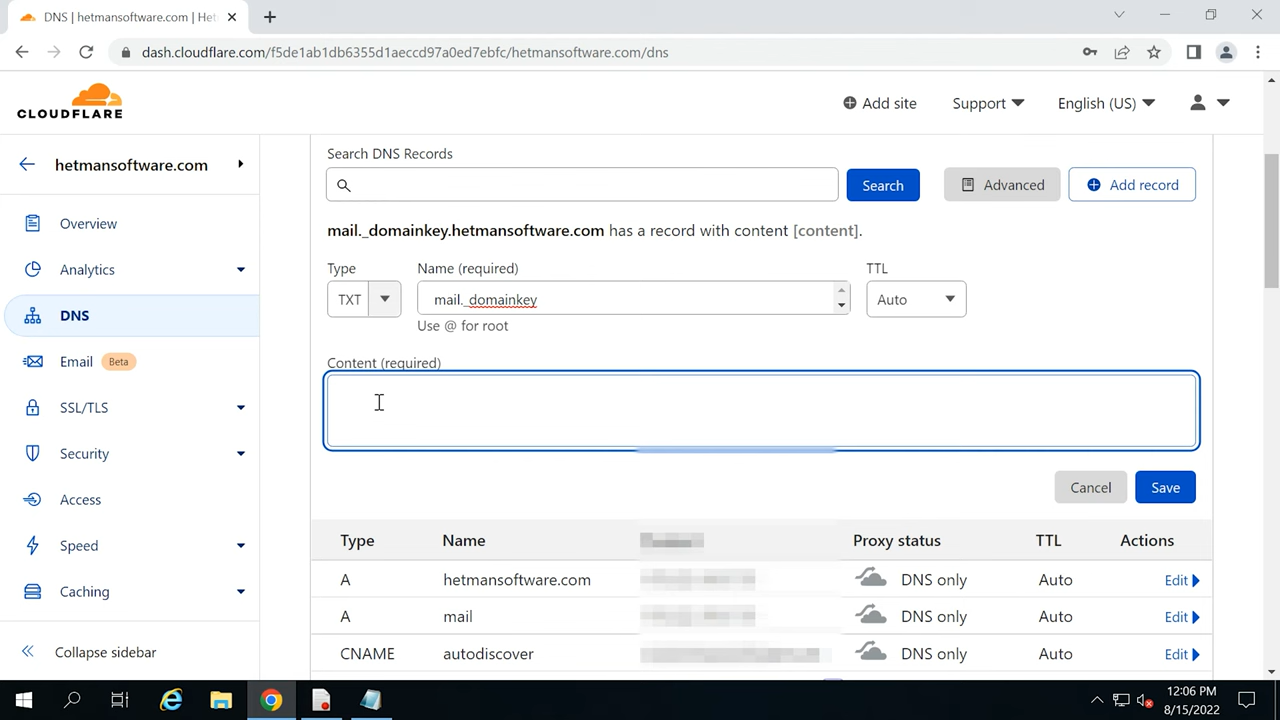 DNS | hetmansoftware.com | Het
dash.cloudflare.com/f5de1ab1db6355d1aeccd97a0ed7ebfc/hetmansoftware.com/dns
CLOUDFLARE
Add site
Support
English (US)
hetmansoftware.com
Overview
Analytics
DNS
Email Beta
SSL/TLS
Security
Access
Speed
Caching
Collapse sidebar
Search DNS Records
Search
Advanced
Add record
mail._domainkey.hetmansoftware.com has a record with content [content].
Type Name (required) TTL
TXT mail._domainkey Auto
Use @ for root
Content (required)
Cancel Save
Type Name Proxy status TTL Actions
A hetmansoftware.com DNS only Auto Edit
A mail DNS only Auto Edit
CNAME autodiscover DNS only Auto Edit
12:06 PM
8/15/2022